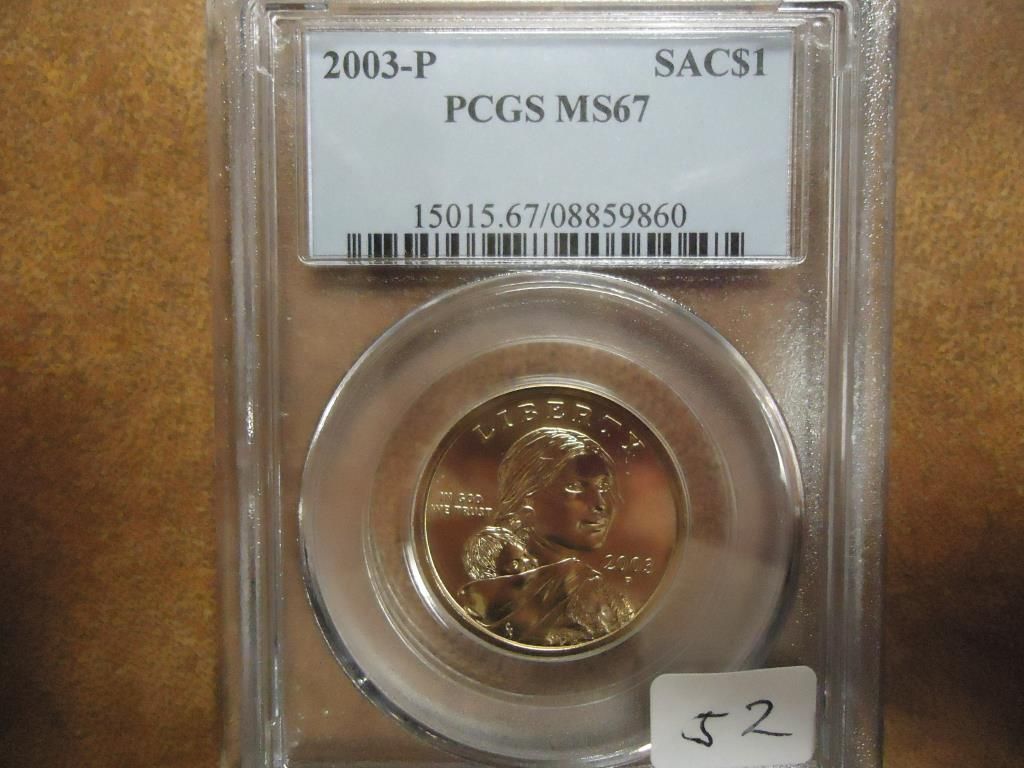 2003-P SAC$1
PCGS MS67
15015.67/08859860
LIBERTY
IN GOD
WE TRUST
2003
P
52